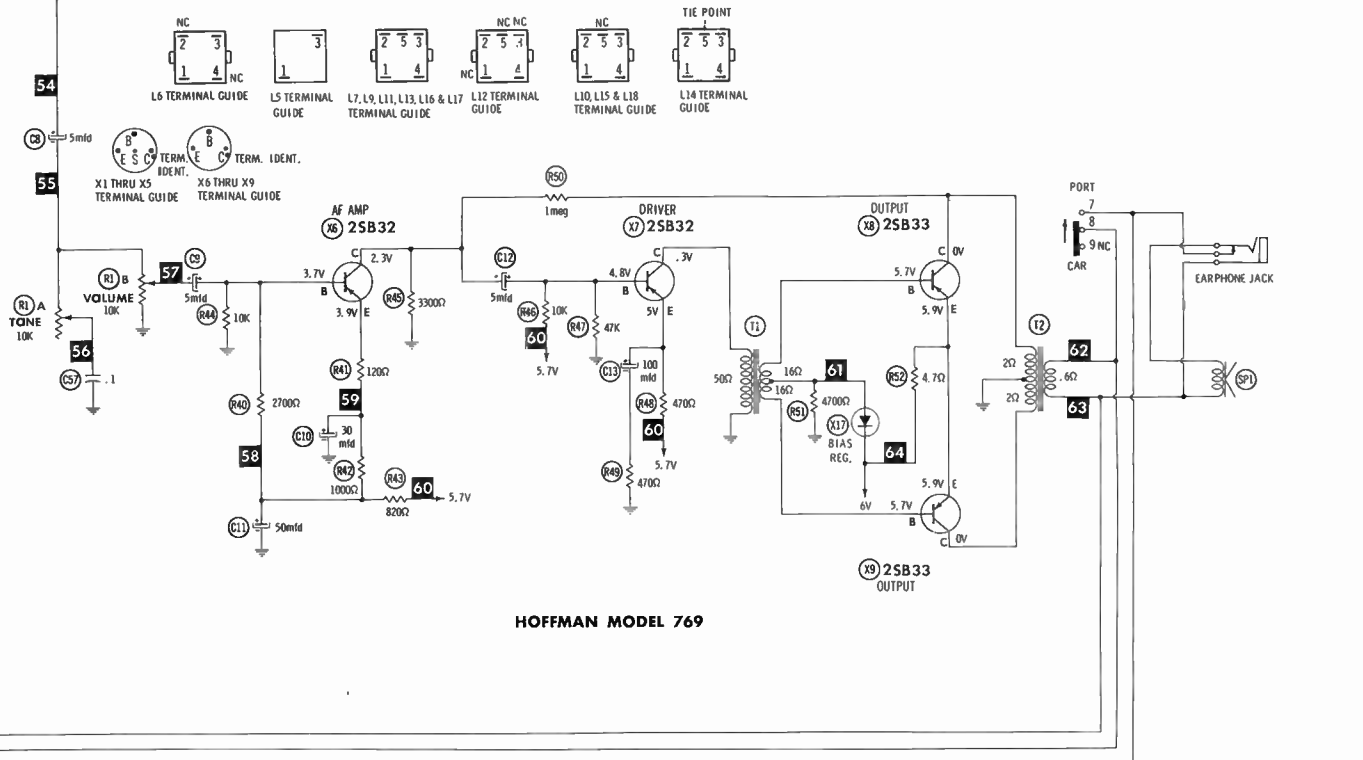 TIE POINT
NC
2 3
1 4
NC
L6 TERMINAL GUIDE
3
1
L5 TERMINAL
GUIDE
2 5 3
1 4
L7, L9, L11, L13, L16 & L17
TERMINAL GUIDE
NC NC
2 5 3
NC 1 4
L12 TERMINAL
GUIDE
NC
2 5 3
1 4
L10, L15 & L18
TERMINAL GUIDE
2 5 3
1 4
L14 TERMINAL
GUIDE
54
C8 5mfd
55
B
E S C
TERM.
IDENT.
X1 THRU X5
TERMINAL GUIDE
B
E C
TERM. IDENT.
X6 THRU X9
TERMINAL GUIDE
R50
1meg
AF AMP
X6 2SB32
C
2.3V
3.7V
B
3.9V E
DRIVER
X7 2SB32
C .3V
4.8V
B
5V E
OUTPUT
X8 2SB33
C 0V
5.7V
B
5.9V E
PORT
7
8
9 NC
CAR
EARPHONE JACK
R1 A
TONE
10K
R1 B
VOLUME
10K
57
C9
5mfd
R44 10K
R45 3300Ω
C12
5mfd
R46 10K
60
5.7V
R47 47K
56
C57 .1
R41 120Ω
59
R40 2700Ω
C10 30
mfd
58
R42
1000Ω
R43
820Ω
60
5.7V
C11 50mfd
C13 100
mfd
R48 470Ω
60
5.7V
R49
470Ω
T1
50Ω
16Ω
16Ω
61
R51
4700Ω
X17
BIAS
REG.
R52 4.7Ω
64
6V
5.9V E
5.7V
B
C 0V
X9 2SB33
OUTPUT
T2
2Ω
2Ω
.6Ω
62
63
SP1
HOFFMAN MODEL 769